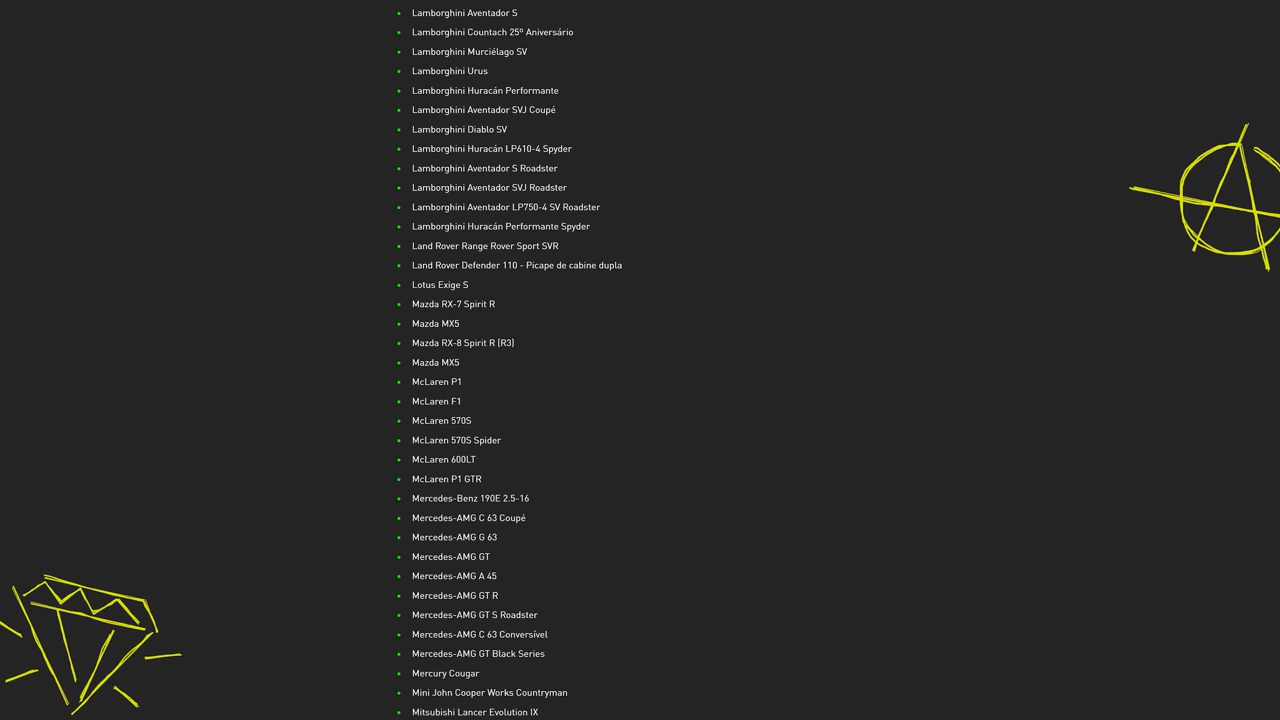 Lamborghini Aventador S
Lamborghini Countach 25º Aniversário
Lamborghini Murciélago SV
Lamborghini Urus
Lamborghini Huracán Performante
Lamborghini Aventador SVJ Coupé
Lamborghini Diablo SV
Lamborghini Huracán LP610-4 Spyder
Lamborghini Aventador S Roadster
Lamborghini Aventador SVJ Roadster
Lamborghini Aventador LP750-4 SV Roadster
Lamborghini Huracán Performante Spyder
Land Rover Range Rover Sport SVR
Land Rover Defender 110 - Picape de cabine dupla
Lotus Exige S
Mazda RX-7 Spirit R
Mazda MX5
Mazda RX-8 Spirit R (R3)
Mazda MX5
McLaren P1
McLaren F1
McLaren 570S
McLaren 570S Spider
McLaren 600LT
McLaren P1 GTR
Mercedes-Benz 190E 2.5-16
Mercedes-AMG C 63 Coupé
Mercedes-AMG G 63
Mercedes-AMG GT
Mercedes-AMG A 45
Mercedes-AMG GT R
Mercedes-AMG GT S Roadster
Mercedes-AMG C 63 Conversível
Mercedes-AMG GT Black Series
Mercury Cougar
Mini John Cooper Works Countryman
Mitsubishi Lancer Evolution IX